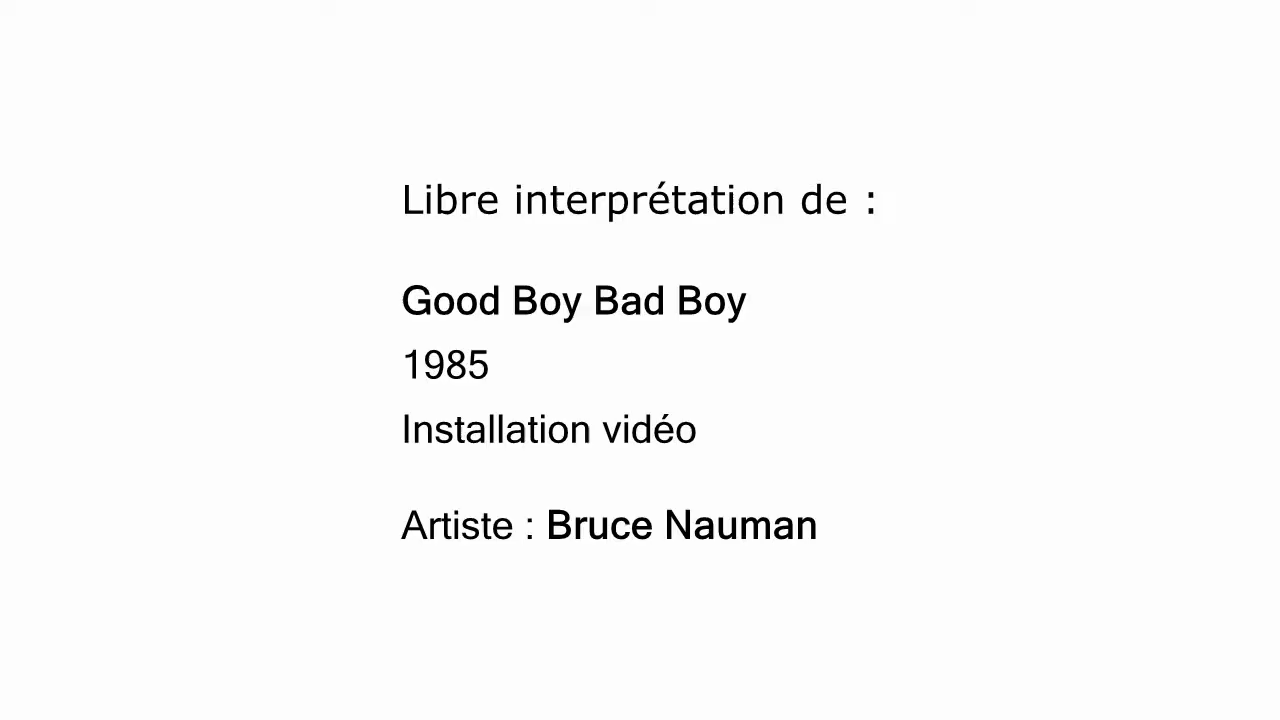 Libre interprétation de :
Good Boy Bad Boy
1985
Installation vidéo
Artiste : Bruce Nauman